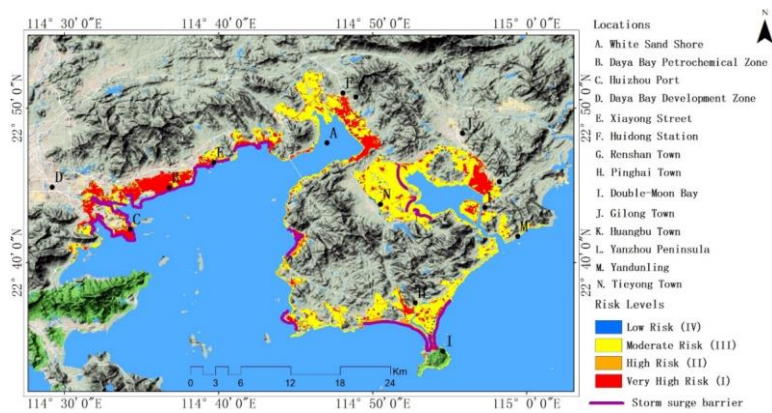 114° 30′ 0″E
114° 40′ 0″E
114° 50′ 0″E
115° 0′ 0″E
N
22° 50′ 0″N
22° 40′ 0″N
22° 50′ 0″N
22° 40′ 0″N
A
B
C
D
H
I
J
M
N
0 3 6 12 18 24
Km
114° 30′ 0″E
114° 40′ 0″E
114° 50′ 0″E
115° 0′ 0″E
Locations
A. White Sand Shore
B. Daya Bay Petrochemical Zone
C. Huizhou Port
D. Daya Bay Development Zone
E. Xiayong Street
F. Huidong Station
G. Renshan Town
H. Pinghai Town
I. Double-Moon Bay
J. Gilong Town
K. Huangbu Town
L. Yanzhou Peninsula
M. Yandunling
N. Tieyong Town
Risk Levels
Low Risk (IV)
Moderate Risk (III)
High Risk (II)
Very High Risk (I)
Storm surge barrier